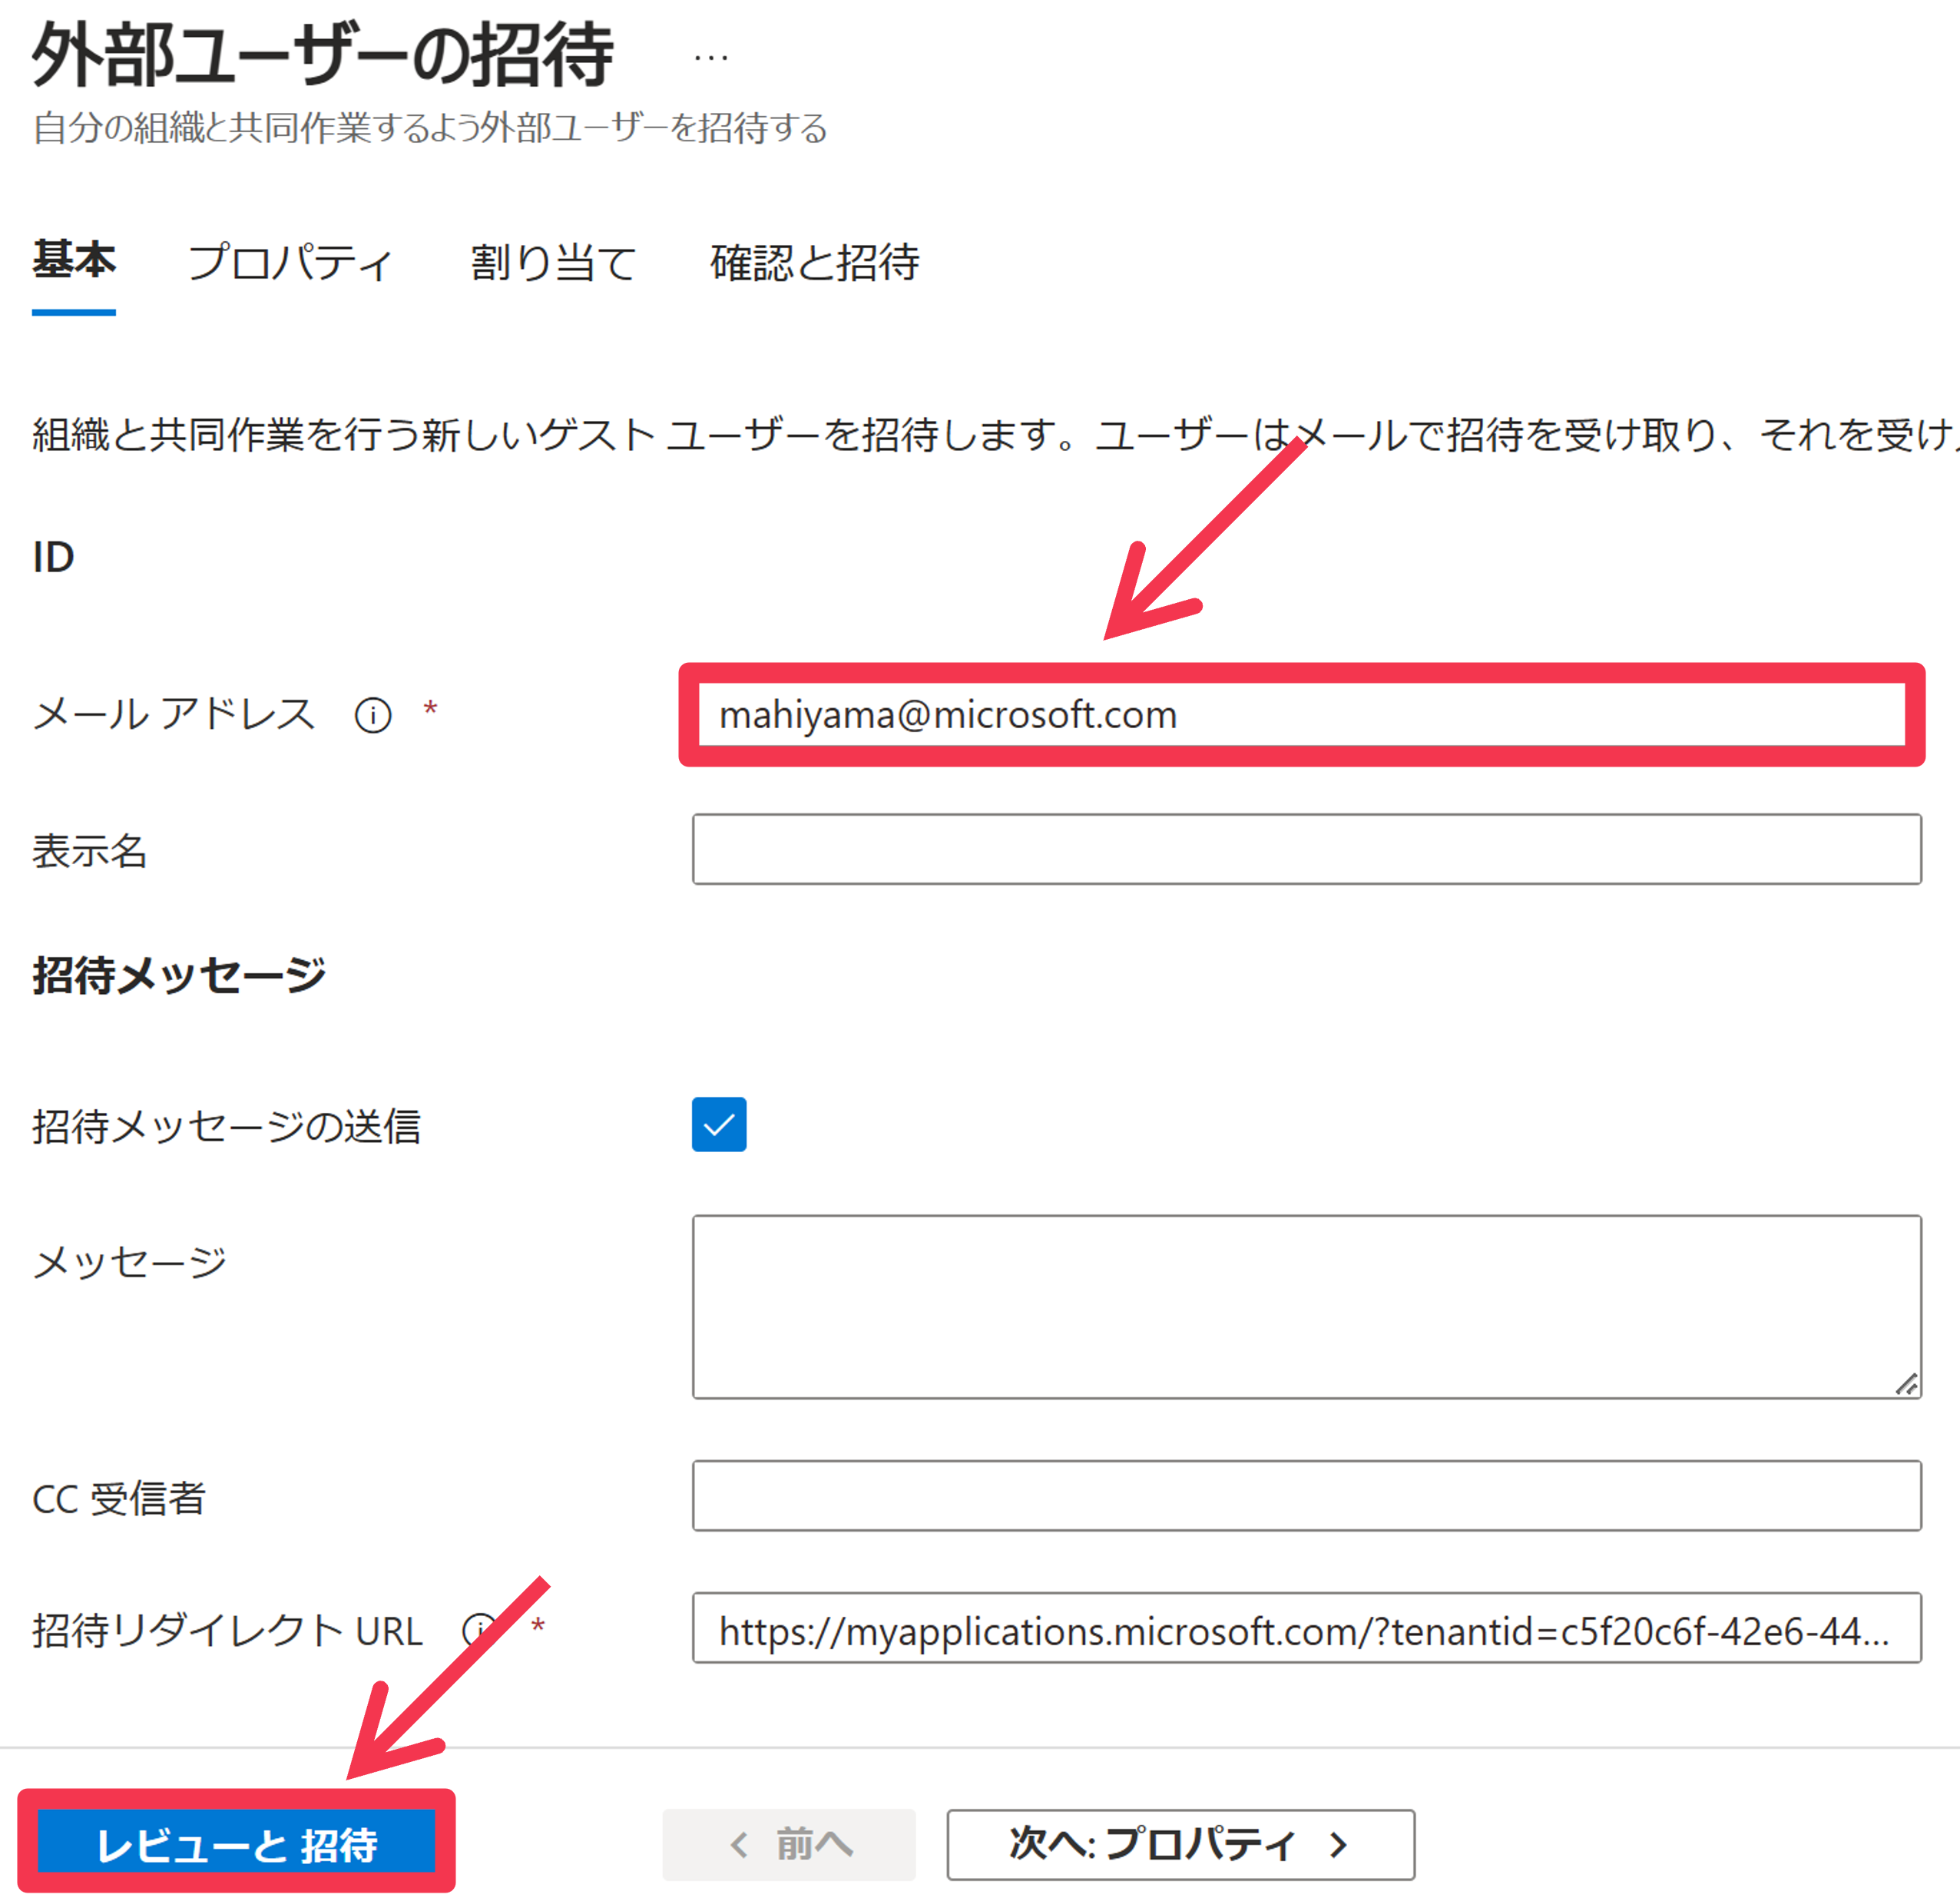 外部ユーザーの招待 ...
自分の組織と共同作業するよう外部ユーザーを招待する
基本 プロパティ 割り当て 確認と招待
組織と共同作業を行う新しいゲスト ユーザーを招待します。ユーザーはメールで招待を受け取り、それを受け
ID
メール アドレス *
mahiyama@microsoft.com
表示名
招待メッセージ
招待メッセージの送信
メッセージ
CC 受信者
招待リダイレクト URL *
https://myapplications.microsoft.com/?tenantid=c5f20c6f-42e6-44...
レビューと 招待
前へ
次へ: プロパティ